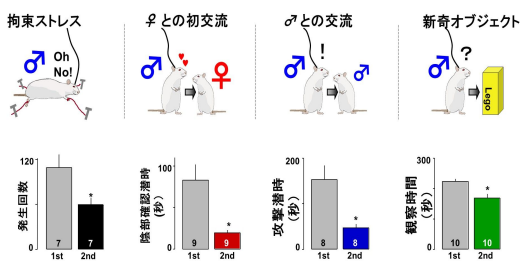 拘束ストレス
♀との初交流
♂との交流
新奇オブジェクト
♂
Oh
No!
♂
♀
!
♂
♂
?
♂
Lego
発生回数
120
0
7
7
*
1st
2nd
陰部確認潜時
(秒)
100
0
9
9
*
1st
2nd
攻撃潜時
(秒)
200
0
8
8
*
1st
2nd
観察時間
(秒)
300
0
10
10
*
1st
2nd